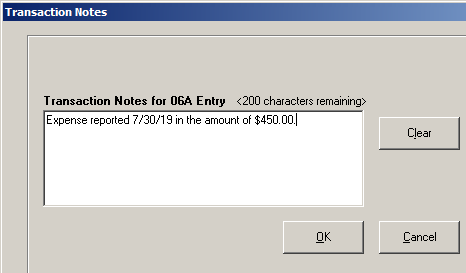 Transaction Notes
Transaction Notes for 06A Entry <200 characters remaining>
Expense reported 7/30/19 in the amount of $450.00.
Clear
OK
Cancel